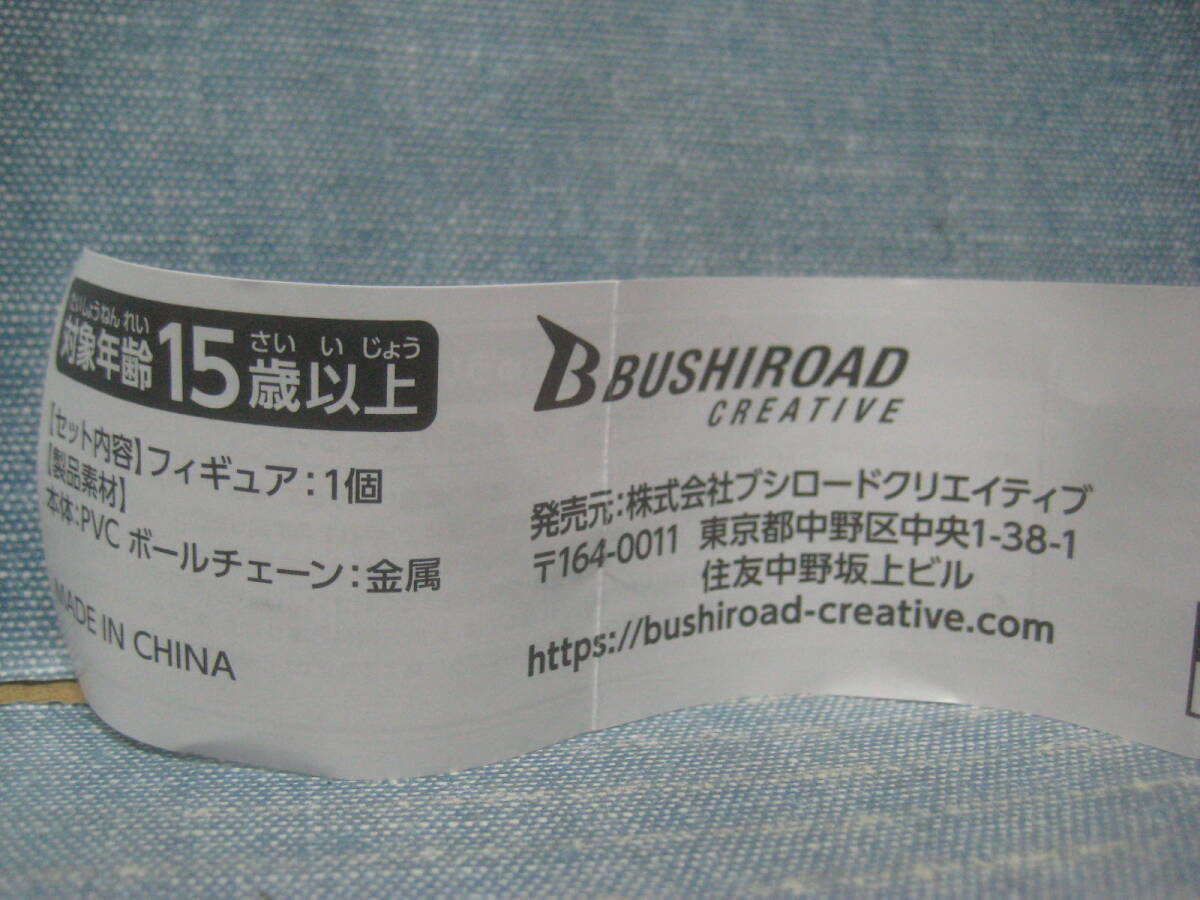 たいしょうねんれい さい い じょう
対象年齢15歳以上
【セット内容】フィギュア：1個
【製品素材】
本体：PVC ボールチェーン：金属
MADE IN CHINA
B BUSHIROAD
CREATIVE
発売元：株式会社ブシロードクリエイティブ
〒164-0011 東京都中野区中央1-38-1
住友中野坂上ビル
https://bushiroad-creative.com